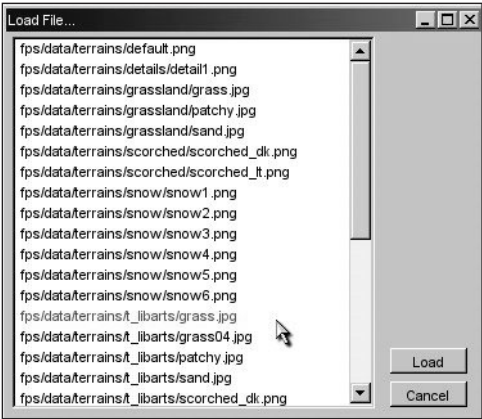 Load File...
fps/data/terrains/default.png
fps/data/terrains/details/detail1.png
fps/data/terrains/grassland/grass.jpg
fps/data/terrains/grassland/patchy.jpg
fps/data/terrains/grassland/sand.jpg
fps/data/terrains/scorched/scorched_dk.png
fps/data/terrains/scorched/scorched_lt.png
fps/data/terrains/snow/snow1.png
fps/data/terrains/snow/snow2.png
fps/data/terrains/snow/snow3.png
fps/data/terrains/snow/snow4.png
fps/data/terrains/snow/snow5.png
fps/data/terrains/snow/snow6.png
fps/data/terrains/t_libarts/grass.jpg
fps/data/terrains/t_libarts/grass04.jpg
fps/data/terrains/t_libarts/patchy.jpg
fps/data/terrains/t_libarts/sand.jpg
fps/data/terrains/t_libarts/scorched_dk.png
Load
Cancel